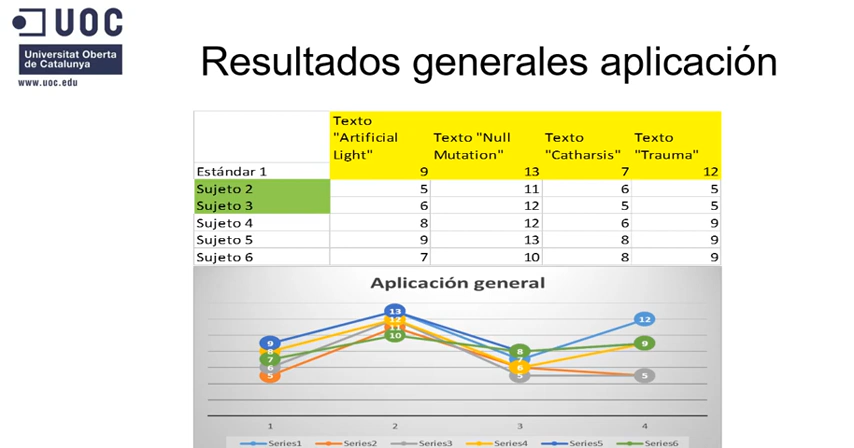 UOC
Universitat Oberta
de Catalunya
www.uoc.edu
Resultados generales aplicación
Texto "Artificial Light" Texto "Null Mutation" Texto "Catharsis" Texto "Trauma"
Estándar 1 9 13 7 12
Sujeto 2 5 11 6 5
Sujeto 3 6 12 5 5
Sujeto 4 8 12 6 9
Sujeto 5 9 13 8 9
Sujeto 6 7 10 8 9
Aplicación general
13
12
11
10
12
9
8
7
6
5
8
7
6
5
9
5
1 2 3 4
Series1 Series2 Series3 Series4 Series5 Series6